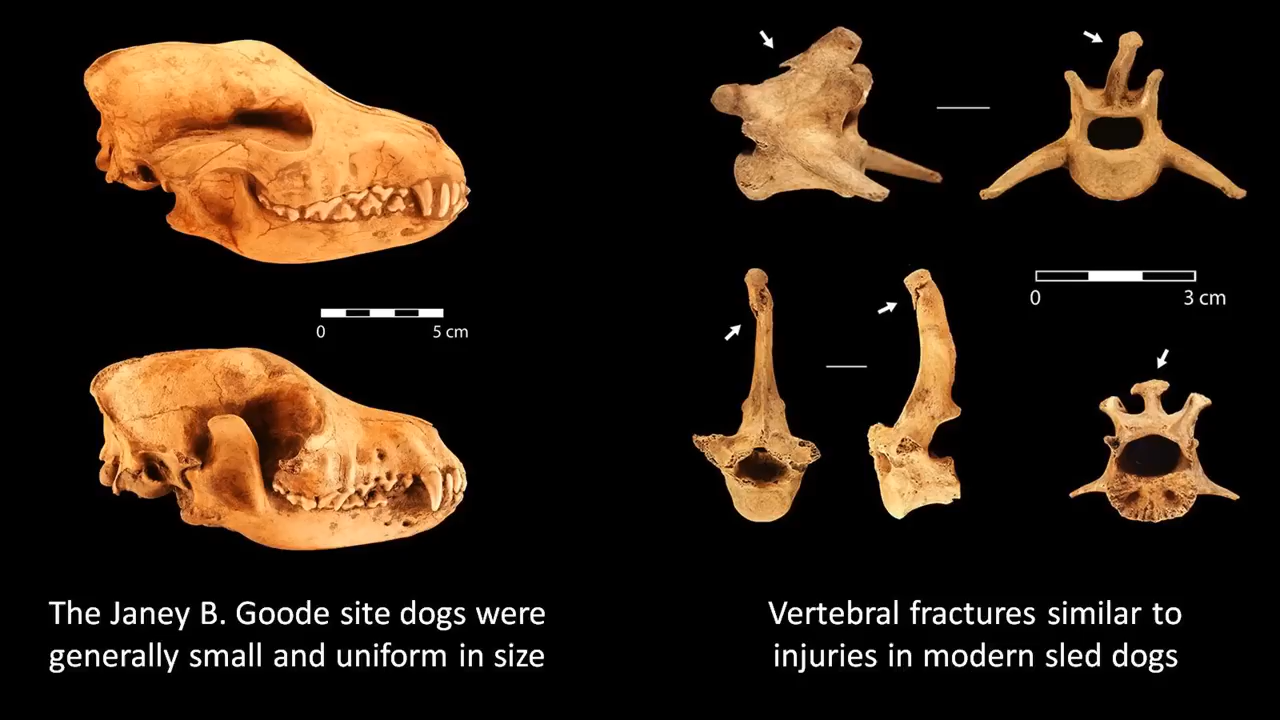 0
5 cm
0
3 cm
The Janey B. Goode site dogs were
generally small and uniform in size
Vertebral fractures similar to
injuries in modern sled dogs